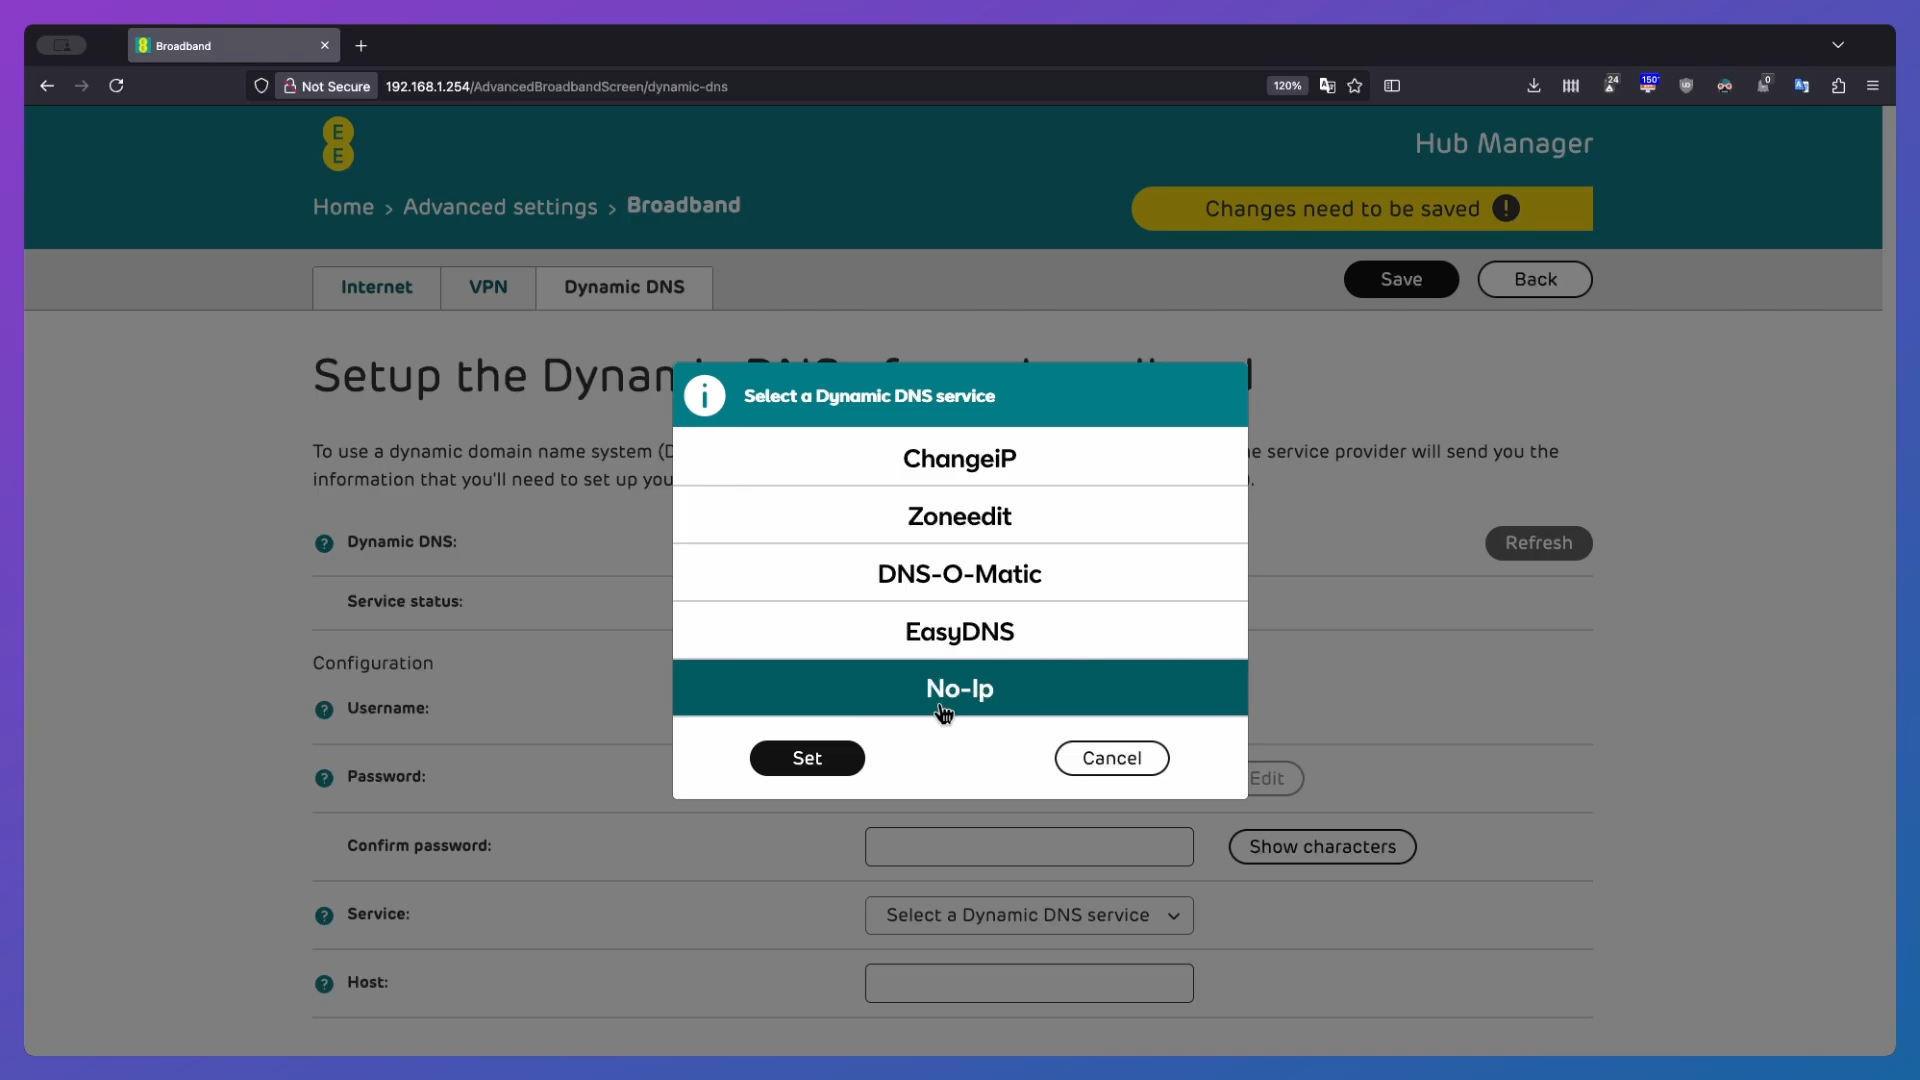 Broadband
Not Secure
192.168.1.254/AdvancedBroadbandScreen/dynamic-dns
120%
24
150
0
E
E
Hub Manager
Home > Advanced settings > Broadband
Changes need to be saved !
Internet
VPN
Dynamic DNS
Save
Back
Setup the Dynam
Select a Dynamic DNS service
To use a dynamic domain name system (D
e service provider will send you the
information that you'll need to set up you
ChangeiP
Zoneedit
DNS-O-Matic
EasyDNS
No-Ip
Set
Cancel
? Dynamic DNS:
Refresh
Service status:
Configuration
? Username:
? Password:
Edit
Confirm password:
Show characters
? Service:
Select a Dynamic DNS service
? Host: